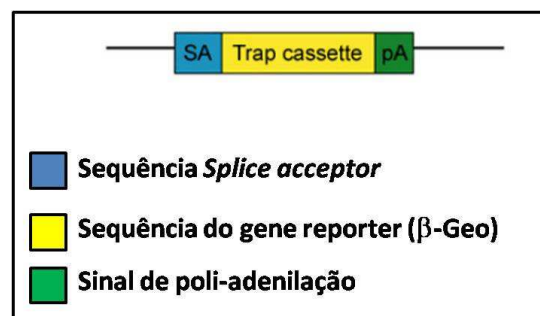 SA Trap cassette pA
Sequência Splice acceptor
Sequência do gene reporter (β-Geo)
Sinal de poli-adenilação